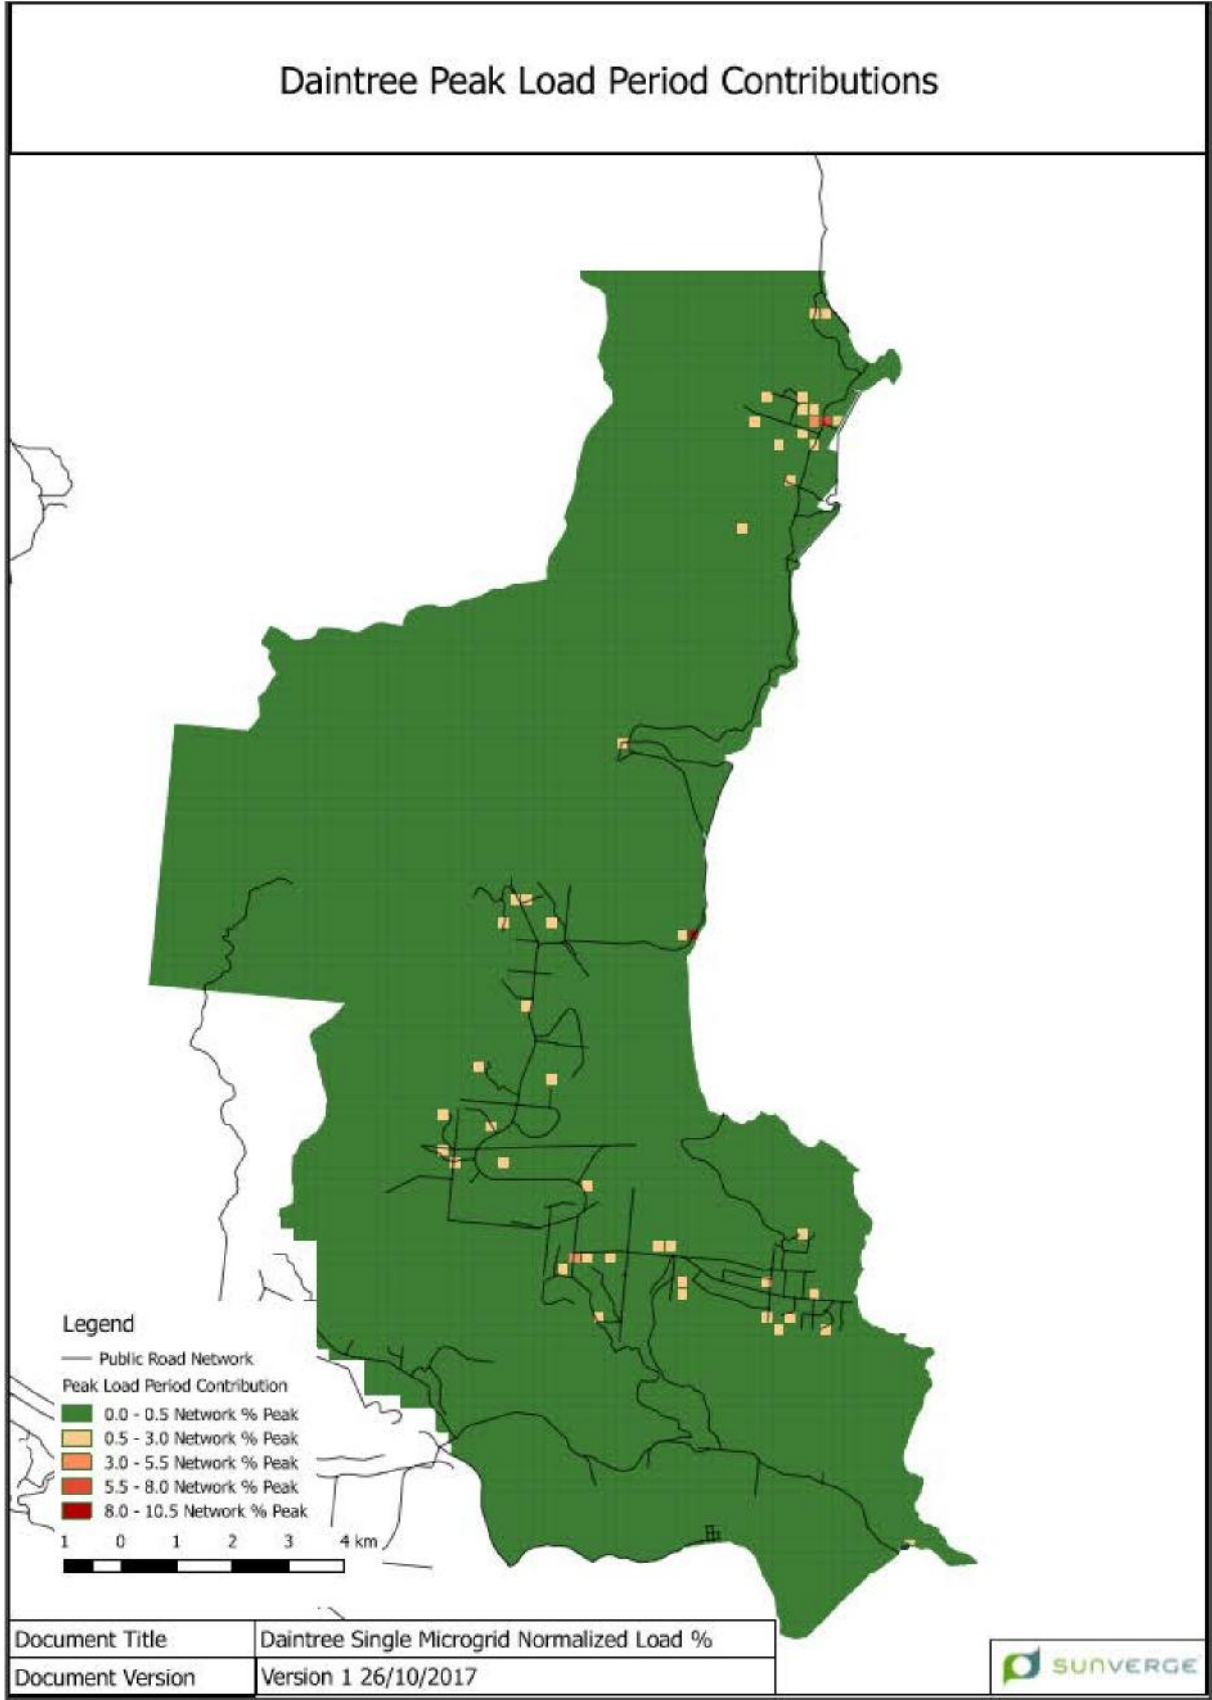 Daintree Peak Load Period Contributions
Legend
Public Road Network
Peak Load Period Contribution
0.0 - 0.5 Network % Peak
0.5 - 3.0 Network % Peak
3.0 - 5.5 Network % Peak
5.5 - 8.0 Network % Peak
8.0 - 10.5 Network % Peak
1 0 1 2 3 4 km
Document Title Daintree Single Microgrid Normalized Load %
Document Version Version 1 26/10/2017
SUNVERGE